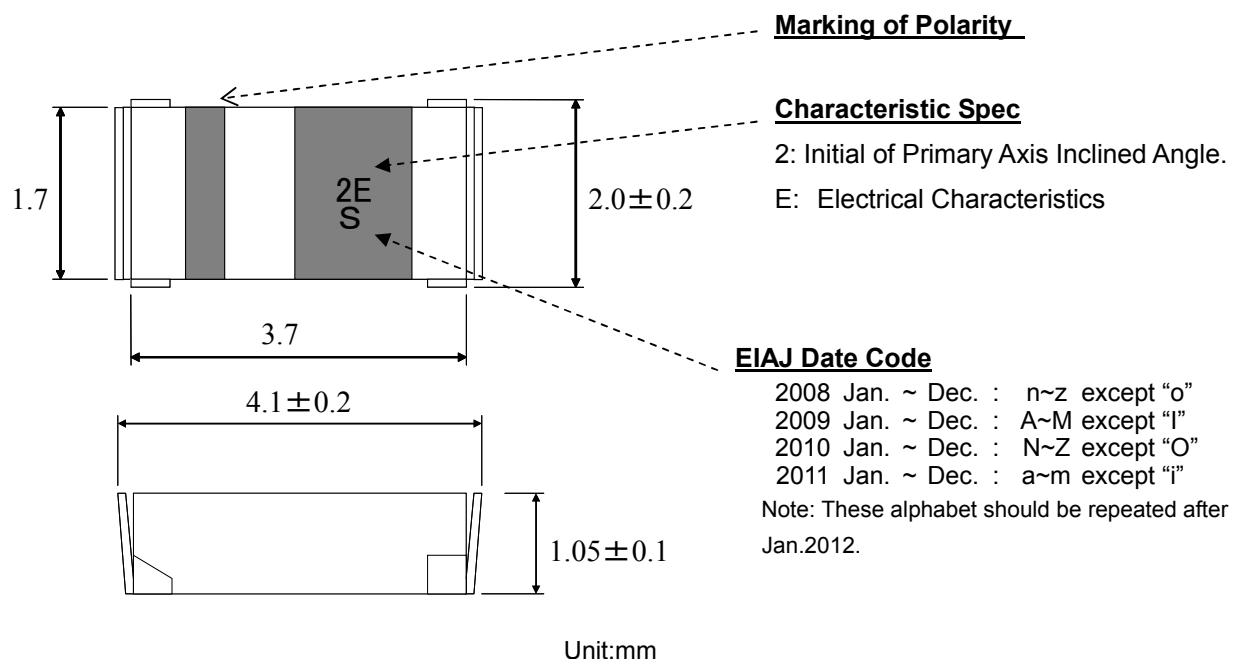 Marking of Polarity
Characteristic Spec
2: Initial of Primary Axis Inclined Angle.
E: Electrical Characteristics
1.7
2E
S
2.0±0.2
3.7
EIAJ Date Code
2008 Jan. ~ Dec. : n~z except “o”
2009 Jan. ~ Dec. : A~M except “I”
2010 Jan. ~ Dec. : N~Z except “O”
2011 Jan. ~ Dec. : a~m except “i”
Note: These alphabet should be repeated after
Jan.2012.
4.1±0.2
1.05±0.1
Unit:mm